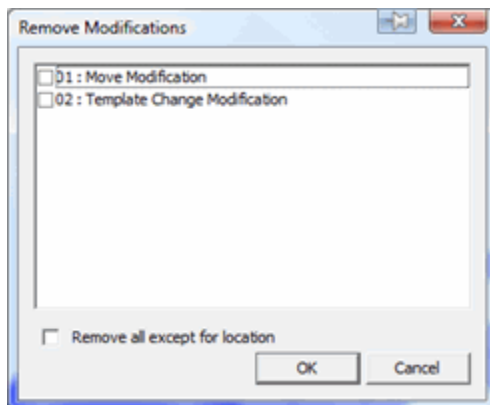 Remove Modifications
01 : Move Modification
02 : Template Change Modification
Remove all except for location
OK
Cancel